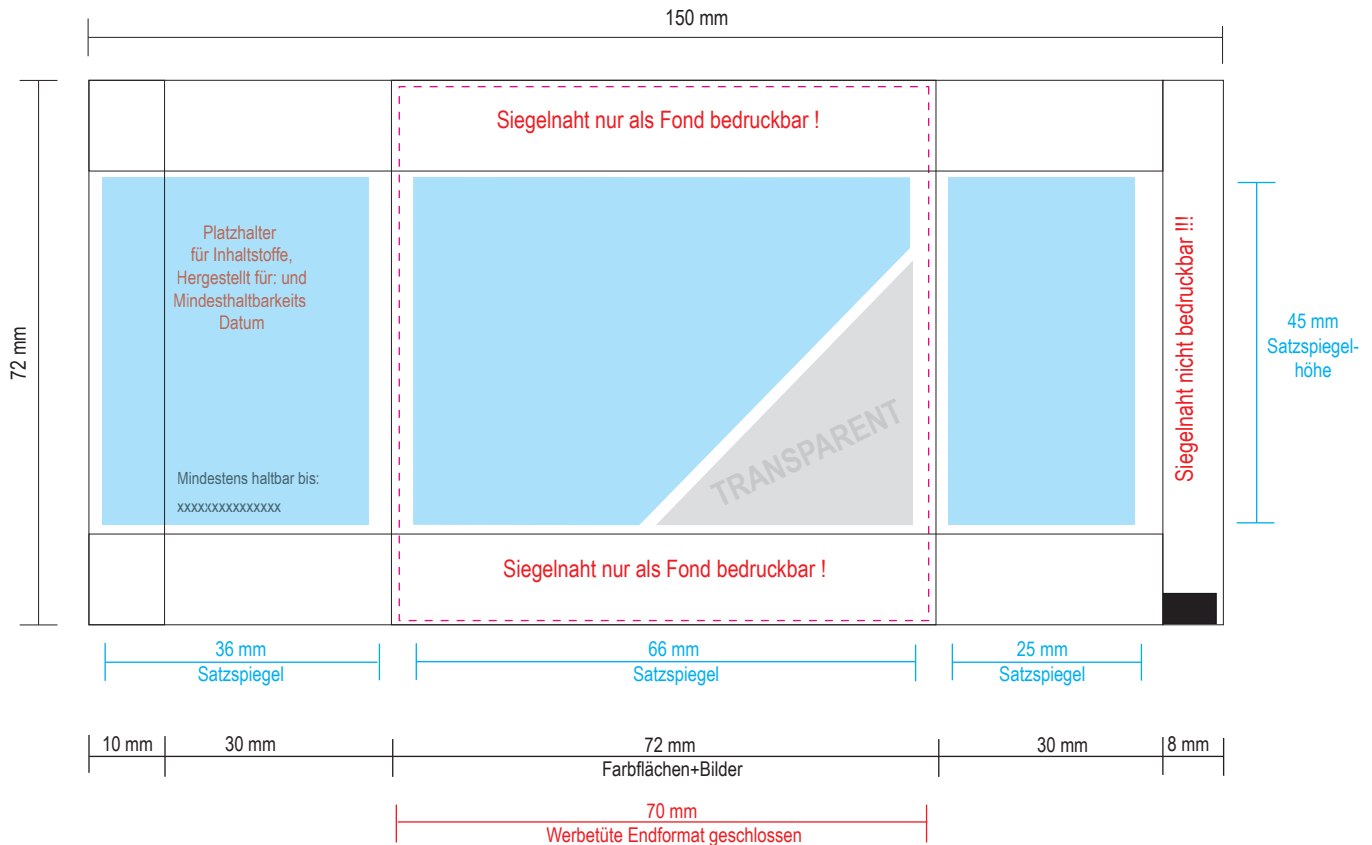 150 mm
72 mm
Siegelnaht nur als Fond bedruckbar !
Platzhalter
für Inhaltstoffe,
Hergestellt für: und
Mindesthaltbarkeits
Datum
Mindestens haltbar bis:
xxxxxxxxxxxxxxx
TRANSPARENT
Siegelnaht nicht bedruckbar !!!
45 mm
Satzspiegel-
höhe
Siegelnaht nur als Fond bedruckbar !
36 mm
Satzspiegel
66 mm
Satzspiegel
25 mm
Satzspiegel
10 mm
30 mm
72 mm
Farbflächen+Bilder
30 mm
8 mm
70 mm
Werbetüte Endformat geschlossen